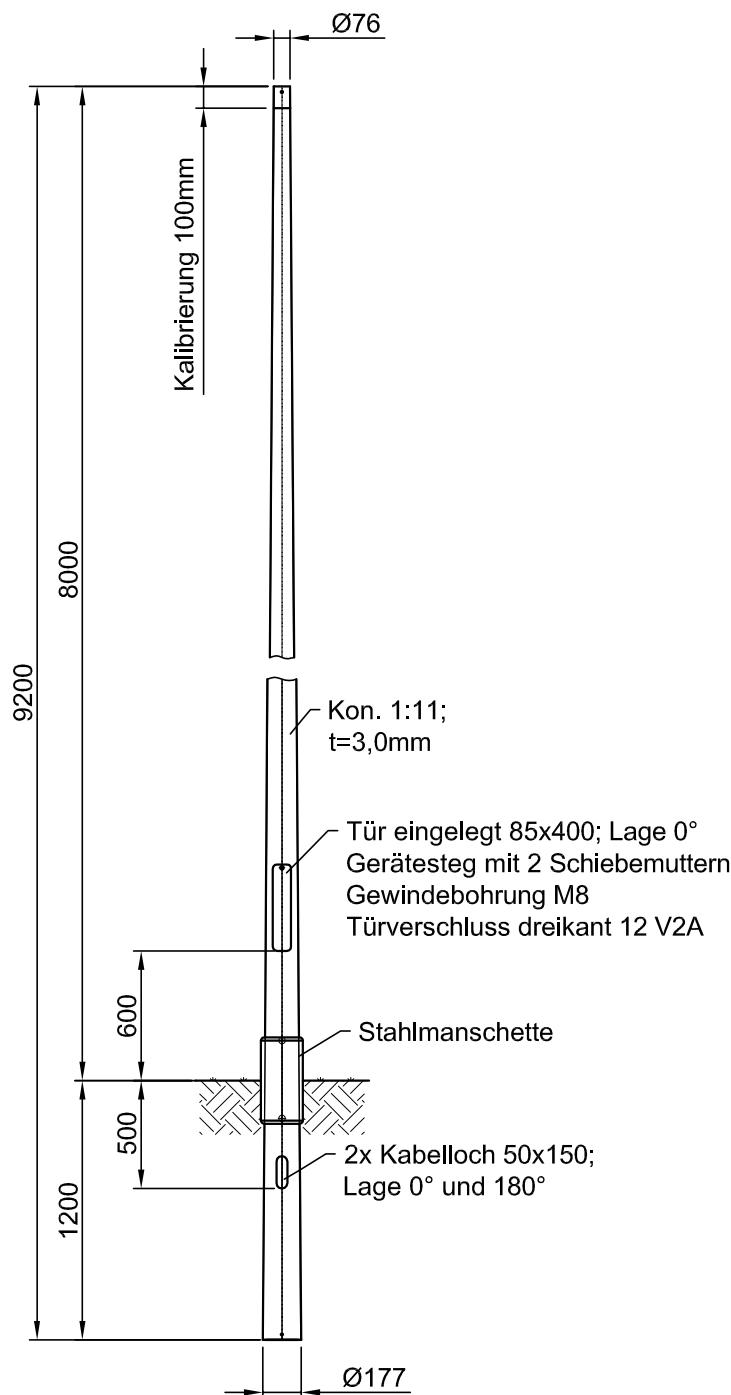 Ø76
Kalibrierung 100mm
8000
9200
Kon. 1:11;
t=3,0mm
Tür eingelegt 85x400; Lage 0°
Gerätesteg mit 2 Schiebemuttern
Gewindebohrung M8
Türverschluss dreikant 12 V2A
600
Stahlmanschette
500
2x Kabelloch 50x150;
Lage 0° und 180°
1200
Ø177